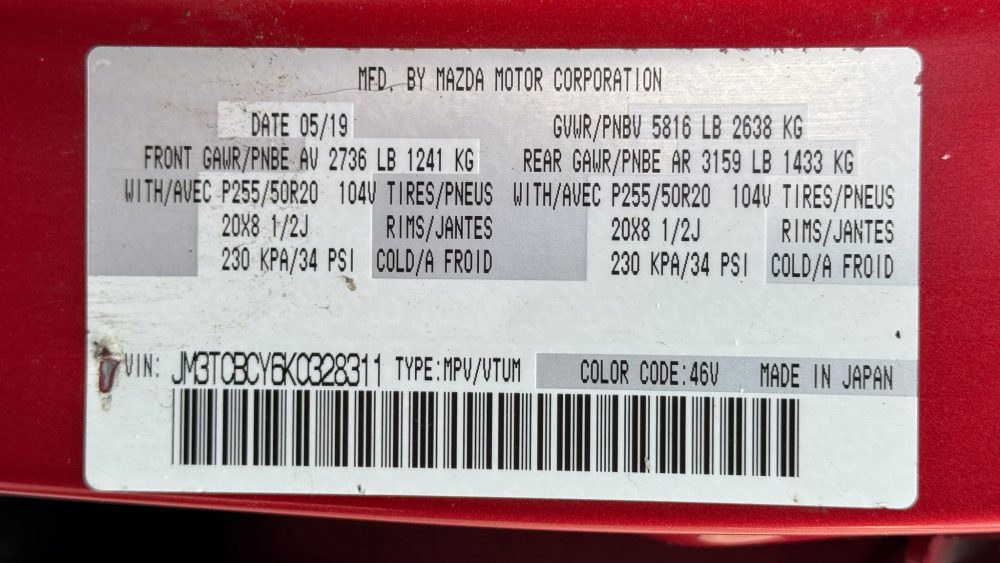 MFD. BY MAZDA MOTOR CORPORATION
DATE 05/19 GVWR/PNBV 5816 LB 2638 KG
FRONT GAWR/PNBE AV 2736 LB 1241 KG REAR GAWR/PNBE AR 3159 LB 1433 KG
WITH/AVEC P255/50R20 104V TIRES/PNEUS WITH/AVEC P255/50R20 104V TIRES/PNEUS
20X8 1/2J RIMS/JANTES 20X8 1/2J RIMS/JANTES
230 KPA/34 PSI COLD/A FROID 230 KPA/34 PSI COLD/A FROID
VIN: JM3TCBCY6K0328311 TYPE:MPV/VTUM COLOR CODE:46V MADE IN JAPAN